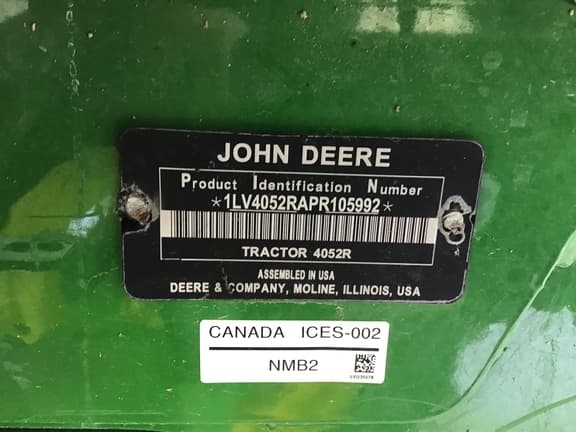 JOHN DEERE
Product Identification Number
*1LV4052RAPR105992*
TRACTOR 4052R
ASSEMBLED IN USA
DEERE & COMPANY, MOLINE, ILLINOIS, USA
CANADA ICES-002
NMB2